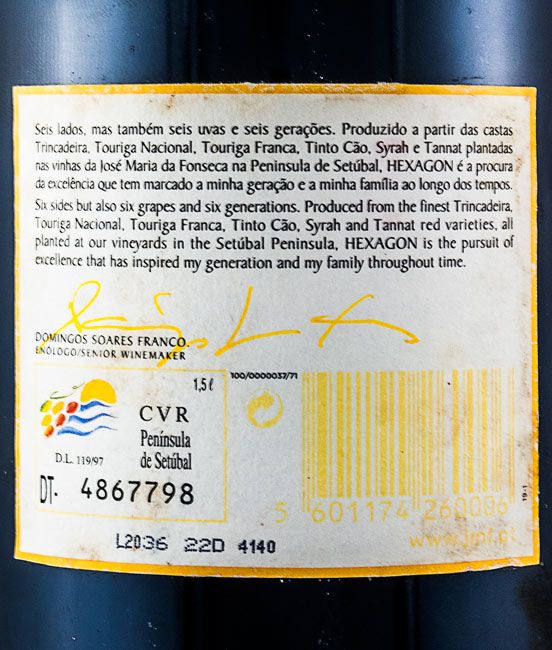 Seis lados, mas também seis uvas e seis gerações. Produzido a partir das castas
Trincadeira, Touriga Nacional, Touriga Franca, Tinto Cão, Syrah e Tannat plantadas
nas vinhas da José Maria da Fonseca na Peninsula de Setúbal, HEXAGON é a procura
da excelência que tem marcado a minha geração e a minha família ao longo dos tempos.
Six sides but also six grapes and six generations. Produced from the finest Trincadeira,
Touriga Nacional, Touriga Franca, Tinto Cão, Syrah and Tannat red varieties, all
planted at our vineyards in the Setúbal Peninsula, HEXAGON is the pursuit of
excellence that has inspired my generation and my family throughout time.
DOMINGOS SOARES FRANCO.
ENÓLOGO/SENIOR WINEMAKER
1,5ℓ
CVR
Península
de Setúbal
D.L. 119/97
DT- 4867798
100/0000037/71
5 601174 260006
19-1
www.jmf.pt
L2036 22D 4140